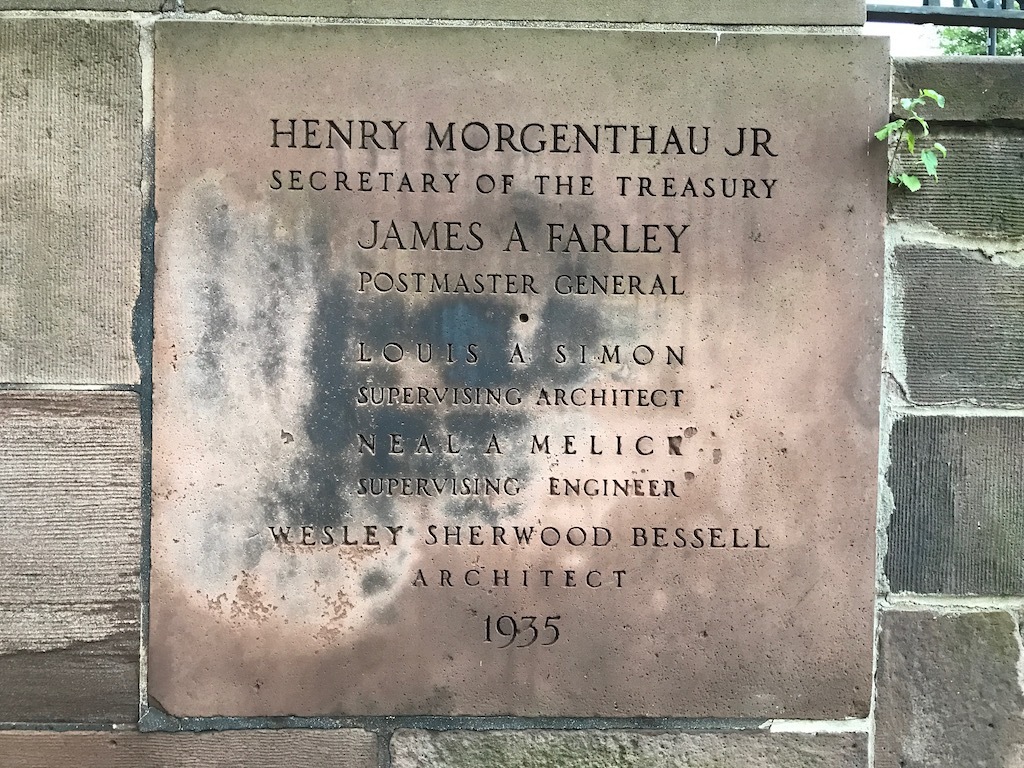 HENRY MORGENTHAU JR
SECRETARY OF THE TREASURY
JAMES A FARLEY
POSTMASTER GENERAL
•
LOUIS A SIMON
SUPERVISING ARCHITECT
NEAL A MELICK
SUPERVISING ENGINEER
WESLEY SHERWOOD BESSELL
ARCHITECT
1935